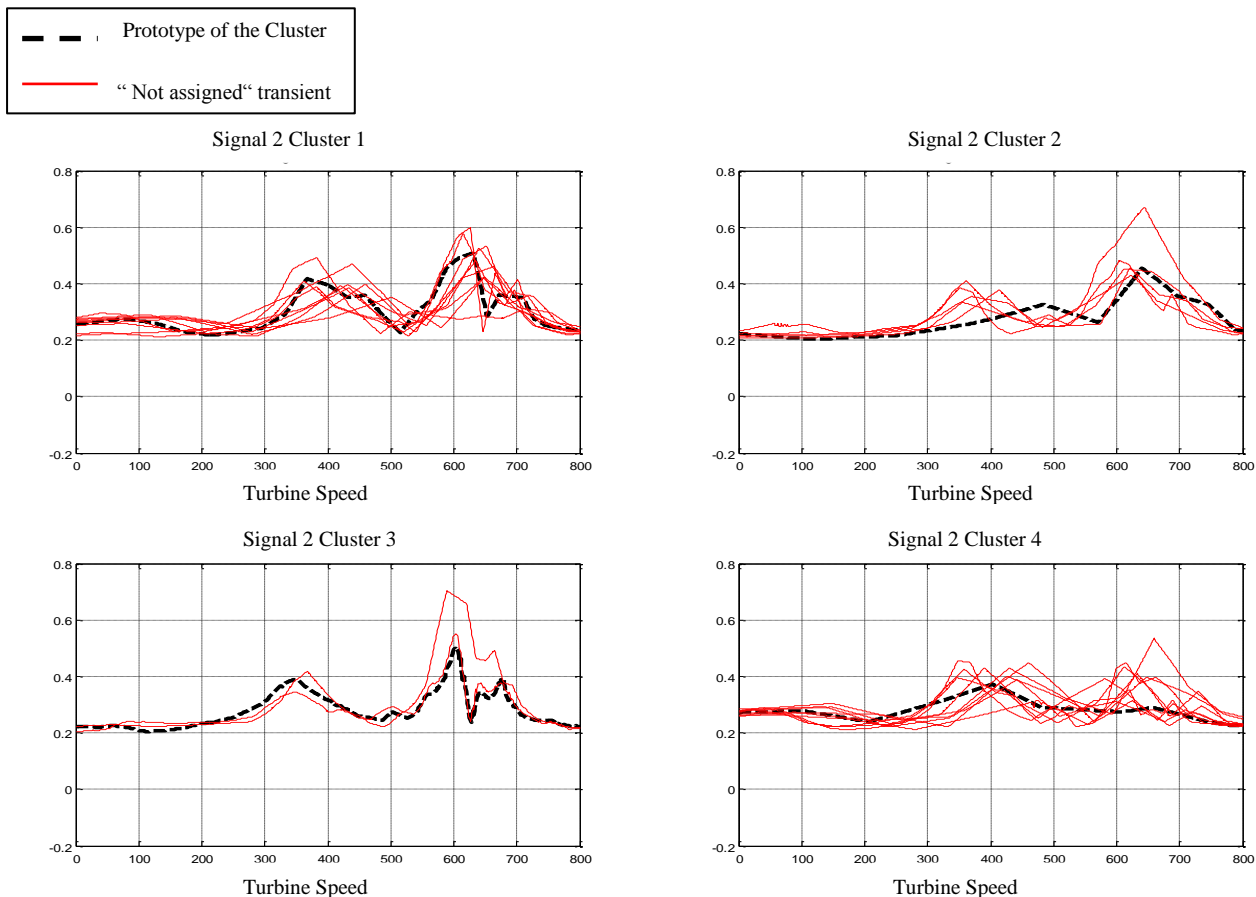 Prototype of the Cluster
“ Not assigned“ transient
Signal 2 Cluster 1
0.8
0.6
0.4
0.2
0
-0.2
0 100 200 300 400 500 600 700 800
Turbine Speed
Signal 2 Cluster 2
0.8
0.6
0.4
0.2
0
-0.2
0 100 200 300 400 500 600 700 800
Turbine Speed
Signal 2 Cluster 3
0.8
0.6
0.4
0.2
0
-0.2
0 100 200 300 400 500 600 700 800
Turbine Speed
Signal 2 Cluster 4
0.8
0.6
0.4
0.2
0
-0.2
0 100 200 300 400 500 600 700 800
Turbine Speed